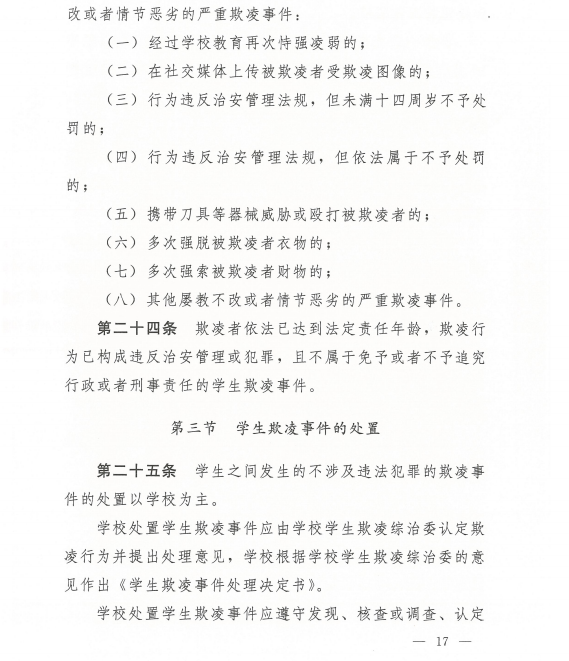 改或者情节恶劣的严重欺凌事件：
（一）经过学校教育再次恃强凌弱的；
（二）在社交媒体上传被欺凌者受欺凌图像的；
（三）行为违反治安管理法规，但未满十四周岁不予处
罚的；
（四）行为违反治安管理法规，但依法属于不予处罚
的；
（五）携带刀具等器械威胁或殴打被欺凌者的；
（六）多次强脱被欺凌者衣物的；
（七）多次强索被欺凌者财物的；
（八）其他屡教不改或者情节恶劣的严重欺凌事件。
第二十四条　欺凌者依法已达到法定责任年龄，欺凌行
为已构成违反治安管理或犯罪，且不属于免予或者不予追究
行政或者刑事责任的学生欺凌事件。
第三节　学生欺凌事件的处置
第二十五条　学生之间发生的不涉及违法犯罪的欺凌事
件的处置以学校为主。
学校处置学生欺凌事件应由学校学生欺凌综治委认定欺
凌行为并提出处理意见，学校根据学校学生欺凌综治委的意
见作出《学生欺凌事件处理决定书》。
学校处置学生欺凌事件应遵守发现、核查或调查、认定
— 17 —